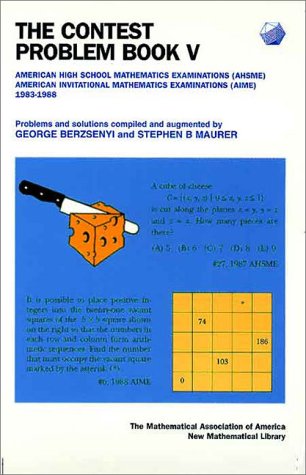 THE CONTEST
PROBLEM BOOK V
AMERICAN HIGH SCHOOL MATHEMATICS EXAMINATIONS (AHSME)
AMERICAN INVITATIONAL MATHEMATICS EXAMINATIONS (AIME)
1983-1988
Problems and solutions compiled and augmented by
GEORGE BERZSENYI and STEPHEN B MAURER
A cube of cheese
C={(x, y, z) | 0 ≤ x, y, z ≤ 1}
is cut along the planes x = y, y = z
and z = x. How many pieces are
there?
(A) 5 (B) 6 (C) 7 (D) 8 (E) 9
#27, 1987 AHSME
It is possible to place positive in-
tegers into the twenty-one vacant
squares of the 5 × 5 square shown
on the right so that the numbers in
each row and column form arith-
metic sequences. Find the number
that must occupy the vacant square
marked by the asterisk (*).
#6, 1988 AIME
*
74
186
103
0
The Mathematical Association of America
New Mathematical Library